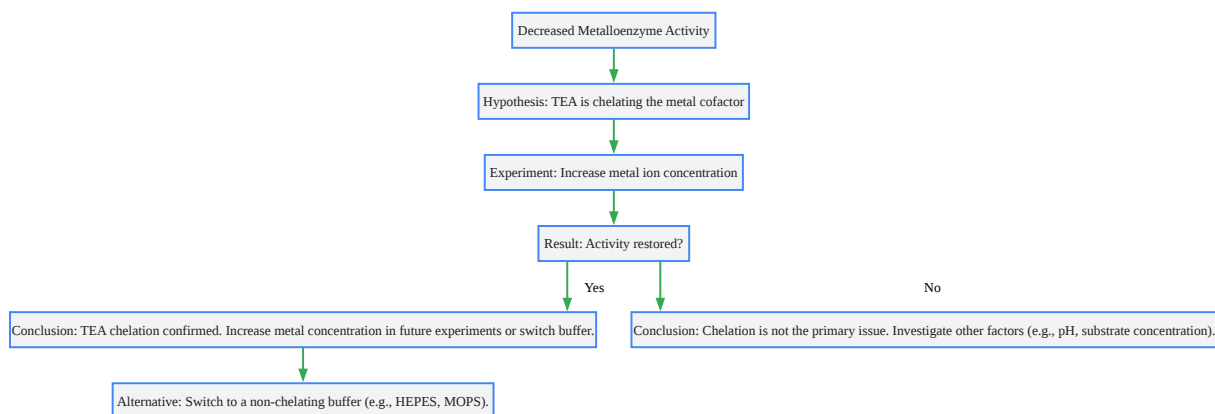 Decreased Metalloenzyme Activity
Hypothesis: TEA is chelating the metal cofactor
Experiment: Increase metal ion concentration
Result: Activity restored?
Yes
No
Conclusion: TEA chelation confirmed. Increase metal concentration in future experiments or switch buffer.
Conclusion: Chelation is not the primary issue. Investigate other factors (e.g., pH, substrate concentration).
Alternative: Switch to a non-chelating buffer (e.g., HEPES, MOPS).